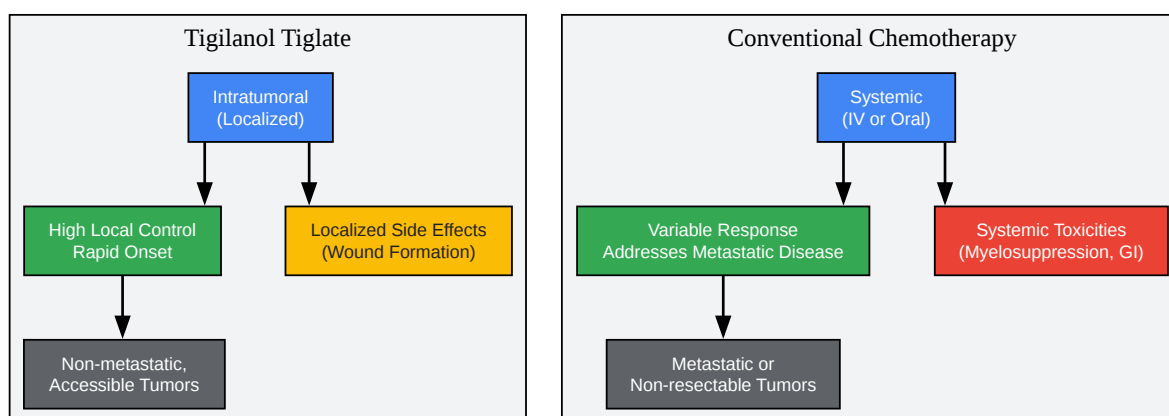 Tigilanol Tiglate
Intratumoral
(Localized)
High Local Control
Rapid Onset
Localized Side Effects
(Wound Formation)
Non-metastatic,
Accessible Tumors
Conventional Chemotherapy
Systemic
(IV or Oral)
Variable Response
Addresses Metastatic Disease
Systemic Toxicities
(Myelosuppression, GI)
Metastatic or
Non-resectable Tumors